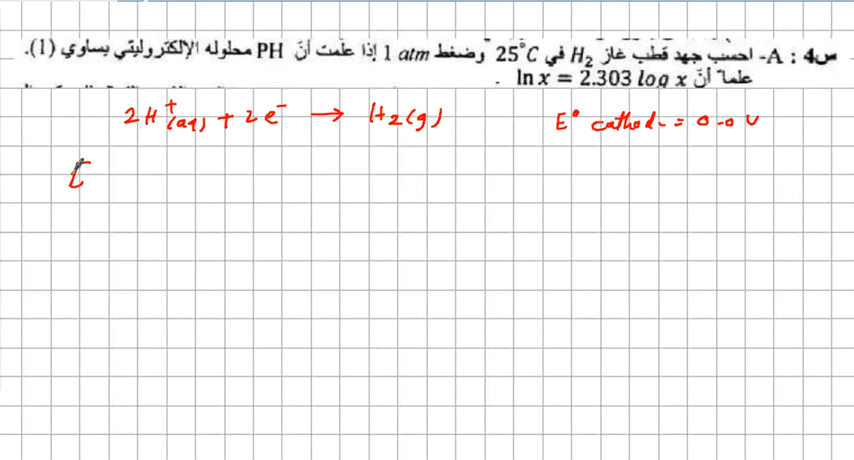 س4 : A- احسب جهد قطب غاز H₂ في 25°C وضغط 1 atm إذا علمت أنّ PH محلوله الإلكتروليتي يساوي (1).
علماً أنّ ln x = 2.303 log x .
2H⁺(aq) + 2e⁻ → H₂(g) E° cathod = 0.0 V
[